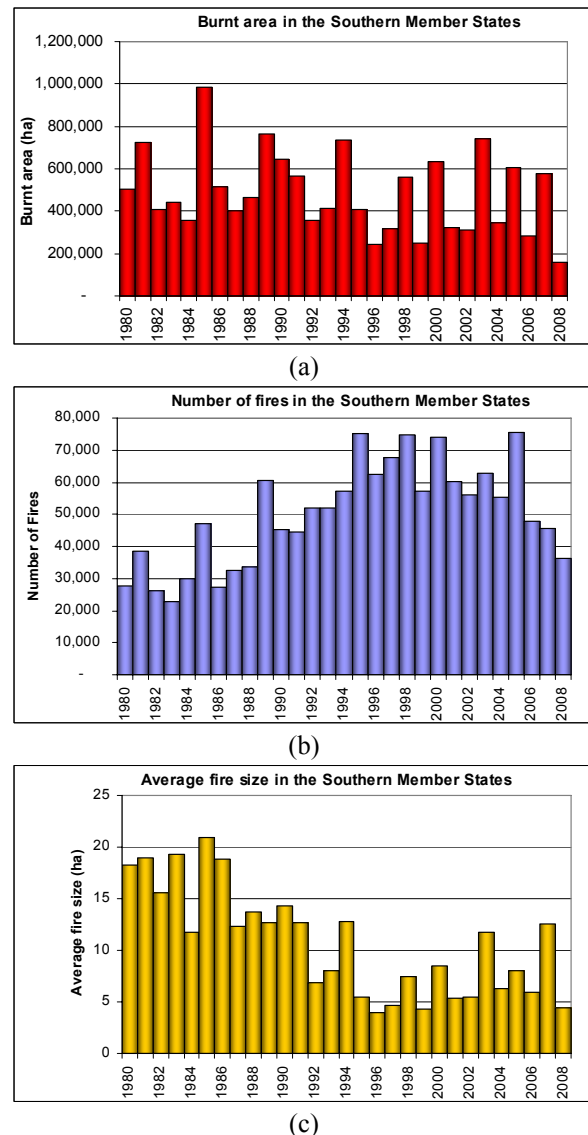 Burnt area in the Southern Member States
Burnt area (ha)
1,200,000
1,000,000
800,000
600,000
400,000
200,000
-
1980 1982 1984 1986 1988 1990 1992 1994 1996 1998 2000 2002 2004 2006 2008
(a)
Number of fires in the Southern Member States
Number of Fires
80,000
70,000
60,000
50,000
40,000
30,000
20,000
10,000
-
1980 1982 1984 1986 1988 1990 1992 1994 1996 1998 2000 2002 2004 2006 2008
(b)
Average fire size in the Southern Member States
Average fire size (ha)
25
20
15
10
5
0
1980 1982 1984 1986 1988 1990 1992 1994 1996 1998 2000 2002 2004 2006 2008
(c)